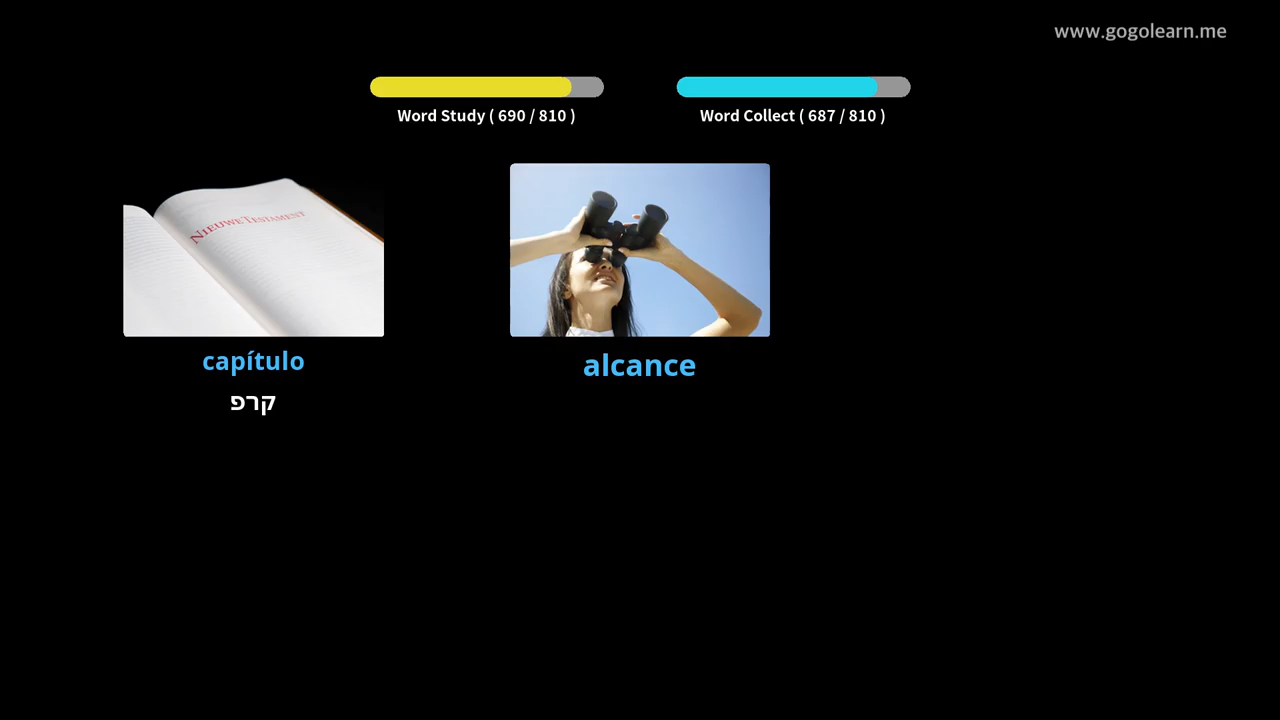 www.gogolearn.me
Word Study ( 690 / 810 )
Word Collect ( 687 / 810 )
NIEUWE TESTAMENT
capítulo
קרפ
alcance